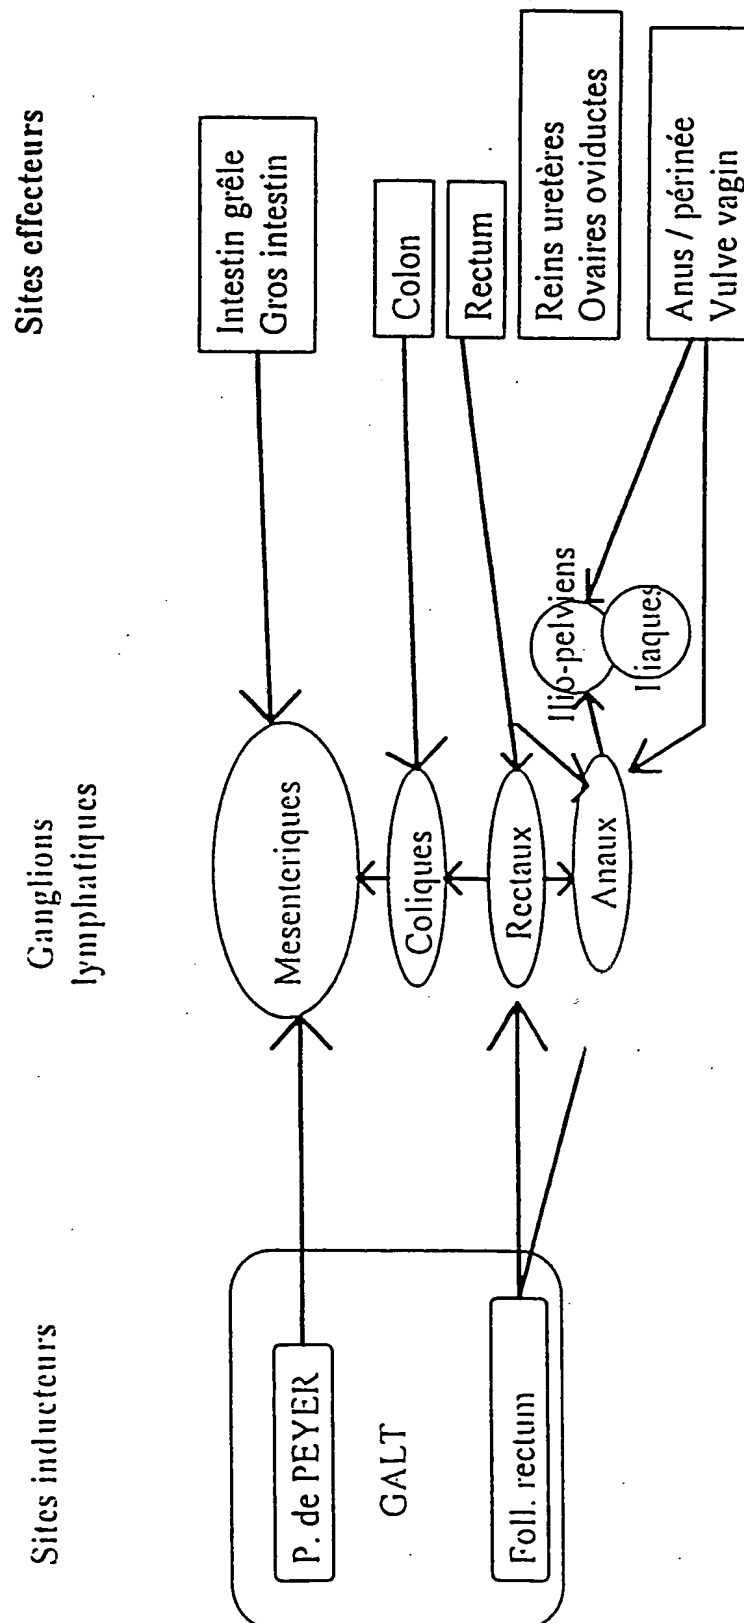 Sites inducteurs
Ganglions
lymphatiques
Sites effecteurs
P. de PEYER
GALT
Foll. rectum
Mesenteriques
Coliques
Rectaux
Anaux
Ilio-pelviens
Iliaques
Intestin grêle
Gros intestin
Colon
Rectum
Reins uretères
Ovaires oviductes
Anus / périnée
Vulve vagin